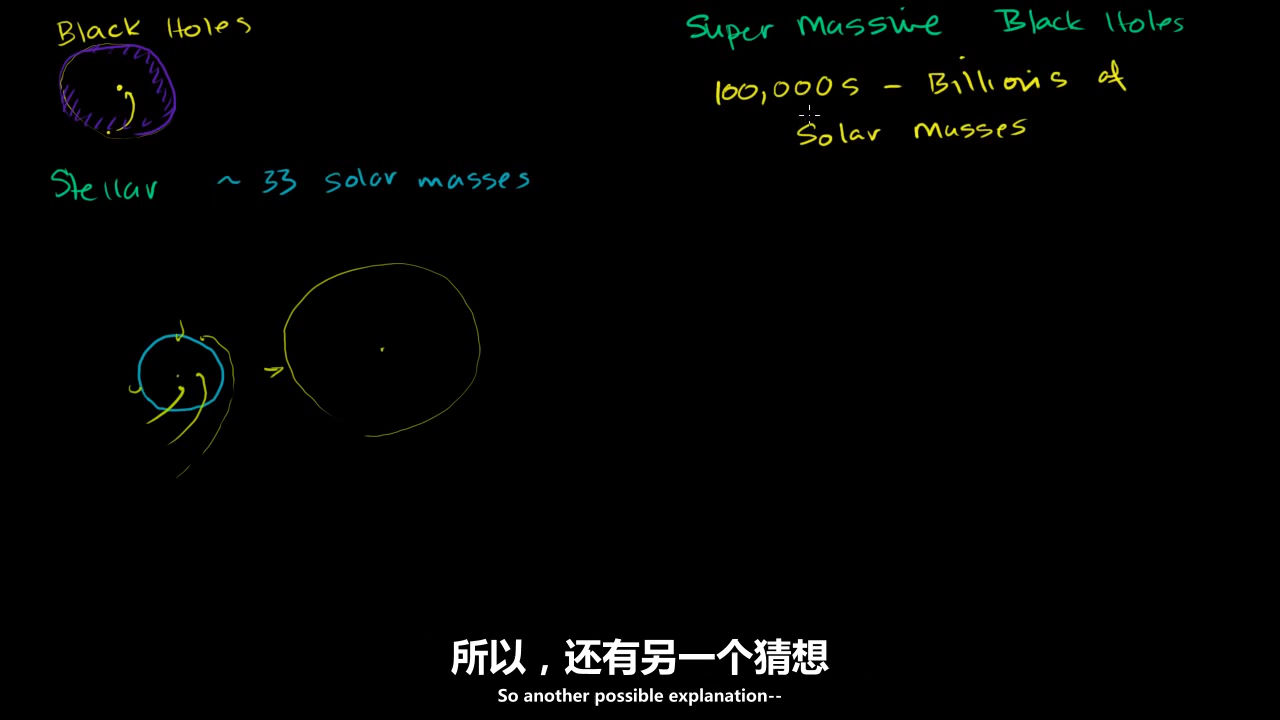 Black Holes
Super Massive Black Holes
100,000s - Billions of
Solar Masses
Stellar ~ 33 solar masses
所以，还有另一个猜想
So another possible explanation--